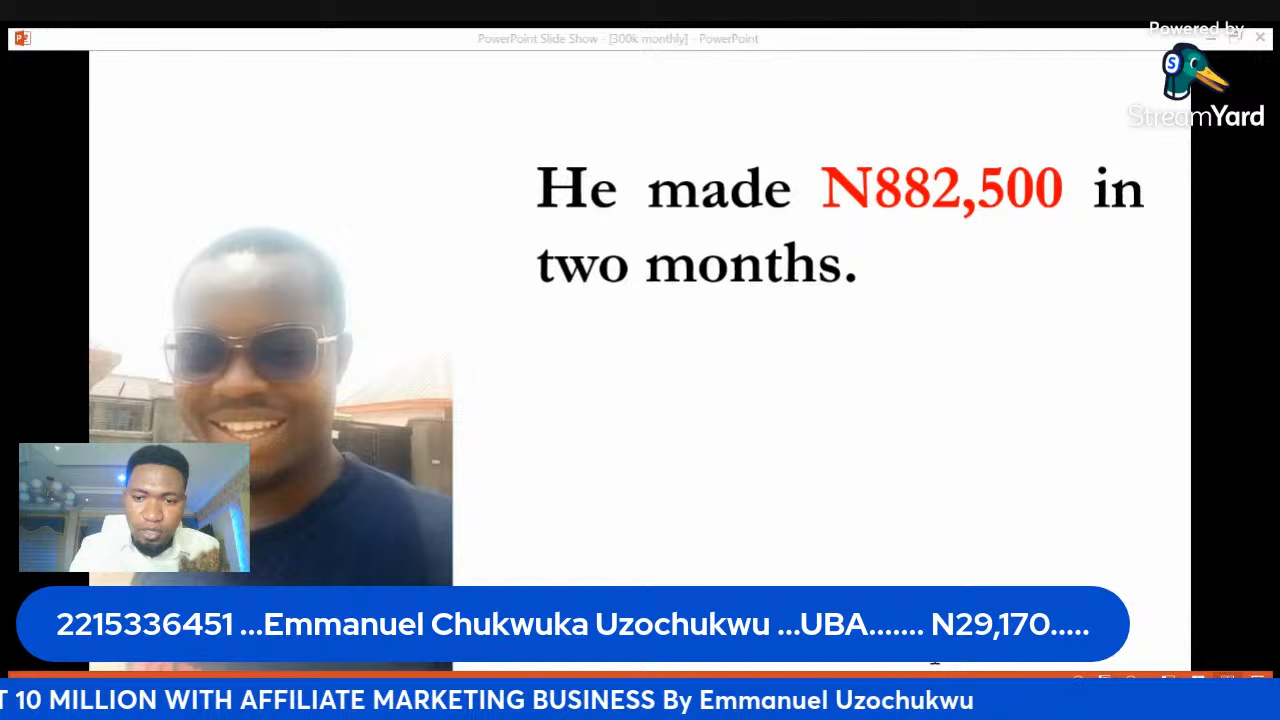 PowerPoint Slide Show - [300k monthly] - PowerPoint
Powered by
S
StreamYard
He made N882,500 in
two months.
2215336451 ...Emmanuel Chukwuka Uzochukwu ...UBA....... N29,170.....
T 10 MILLION WITH AFFILIATE MARKETING BUSINESS By Emmanuel Uzochukwu